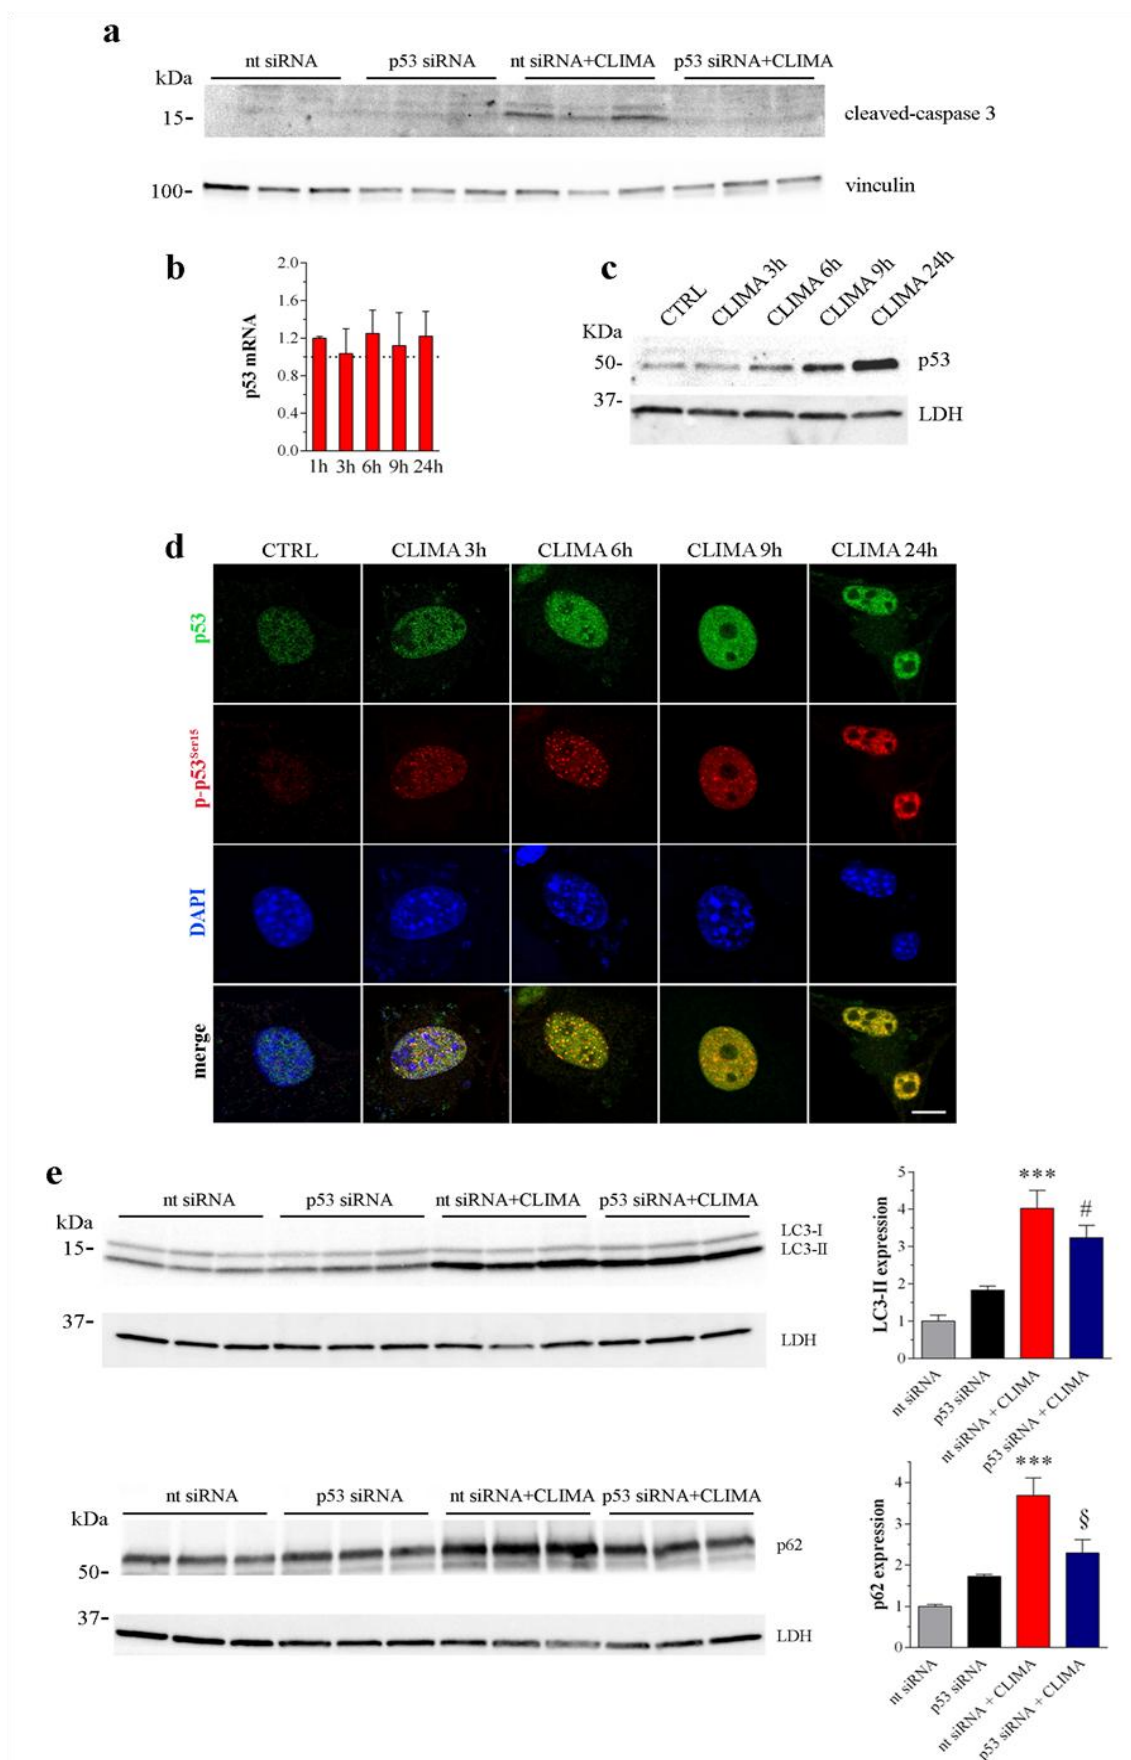 a
nt siRNA p53 siRNA nt siRNA+CLIMA p53 siRNA+CLIMA
kDa
15- cleaved-caspase 3
100- vinculin
b
p53 mRNA
2.0
1.6
1.2
0.8
0.4
0.0
1h 3h 6h 9h 24h
c
CTRL CLIMA 3h CLIMA 6h CLIMA 9h CLIMA 24h
KDa
50- p53
37- LDH
d
CTRL CLIMA 3h CLIMA 6h CLIMA 9h CLIMA 24h
p53
p-p53Ser15
DAPI
merge
e
nt siRNA p53 siRNA nt siRNA+CLIMA p53 siRNA+CLIMA
kDa
15-
LC3-I
LC3-II
37-
LDH
LC3-II expression
5
4
3
2
1
0
*** #
nt siRNA p53 siRNA nt siRNA + CLIMA p53 siRNA + CLIMA
nt siRNA p53 siRNA nt siRNA+CLIMA p53 siRNA+CLIMA
kDa
p62
50-
37-
LDH
p62 expression
4
3
2
1
0
*** §
nt siRNA p53 siRNA nt siRNA + CLIMA p53 siRNA + CLIMA